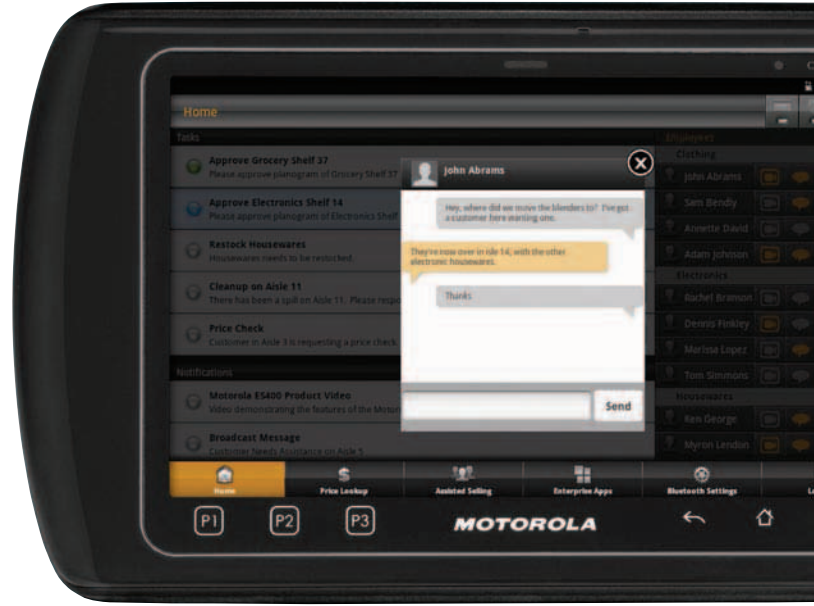 Home
Tasks
Employees
Approve Grocery Shelf 37
Please approve planogram of Grocery Shelf 37
Approve Electronics Shelf 14
Please approve planogram of Electronics Shelf
Restock Housewares
Housewares needs to be restocked.
Cleanup on Aisle 11
There has been a spill on Aisle 11. Please respo
Price Check
Customer in Aisle 3 is requesting a price check.
Notifications
Motorola ES400 Product Video
Video demonstrating the features of the Motor
Broadcast Message
Customer Needs Assistance on Aisle 5
John Abrams
Hey, where did we move the blenders to? I've got
a customer here wanting one.
They're now over in isle 14, with the other
electronic housewares.
Thanks
Send
Clothing
John Abrams
Sam Bendly
Annette David
Adam Johnson
Electronics
Rachel Branson
Dennis Finkley
Marissa Lopez
Tom Simmons
Housewares
Ken George
Myron Lendon
Home
Price Lookup
Assisted Selling
Enterprise Apps
Bluetooth Settings
P1
P2
P3
MOTOROLA